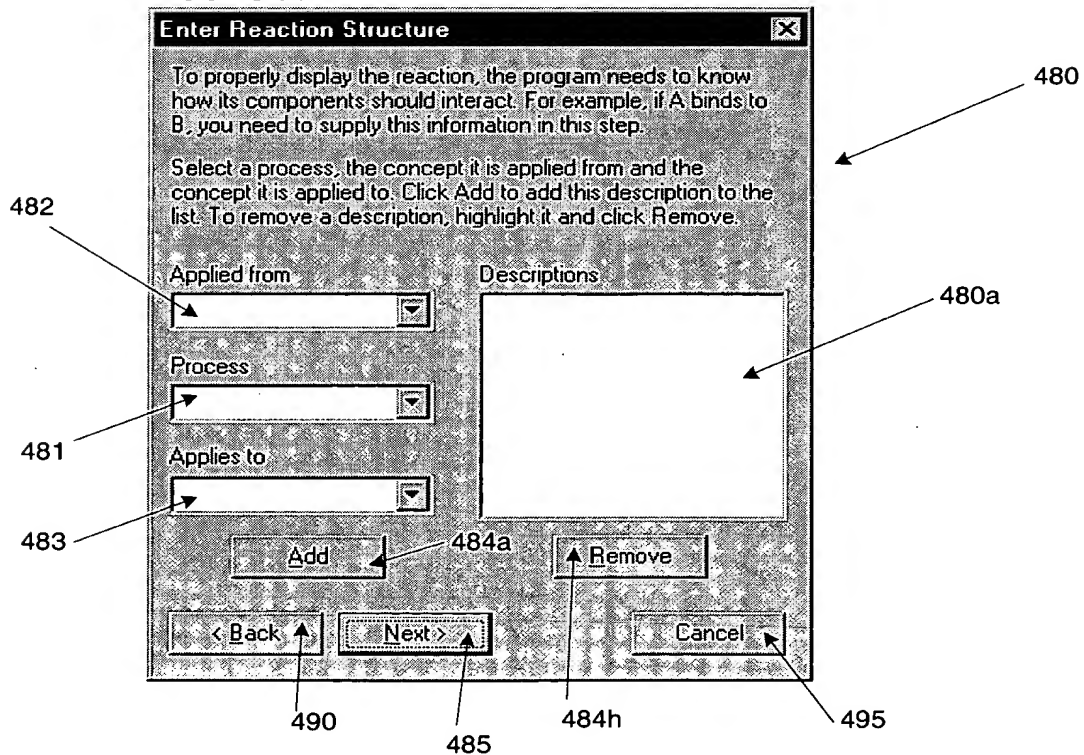 Enter Reaction Structure
To properly display the reaction, the program needs to know
how its components should interact. For example, if A binds to
B, you need to supply this information in this step.
480
Select a process, the concept it is applied from and the
concept it is applied to. Click Add to add this description to the
list. To remove a description, highlight it and click Remove.
482
Applied from
Descriptions
480a
Process
481
Applies to
483
Add
484a
Remove
< Back
Next >
Cancel
490
485
484h
495